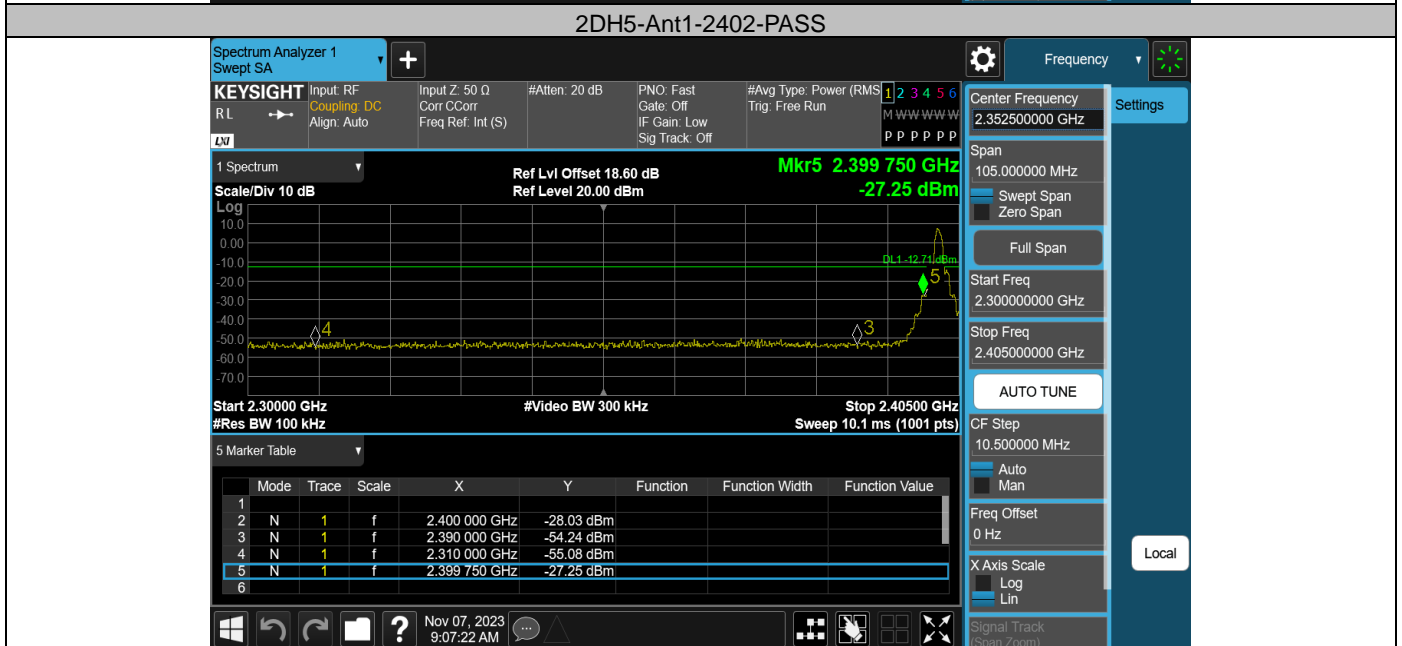 2DH5-Ant1-2402-PASS
Spectrum Analyzer 1
Swept SA
Frequency
KEYSIGHT
RL
LXI
Input: RF
Coupling: DC
Align: Auto
Input Z: 50 Ω
Corr CCorr
Freq Ref: Int (S)
#Atten: 20 dB
PNO: Fast
Gate: Off
IF Gain: Low
Sig Track: Off
#Avg Type: Power (RMS
Trig: Free Run
1 2 3 4 5 6
M W W W W W
P P P P P P
1 Spectrum
Scale/Div 10 dB
Ref Lvl Offset 18.60 dB
Ref Level 20.00 dBm
Mkr5 2.399 750 GHz
-27.25 dBm
Log
10.0
0.00
-10.0
-20.0
-30.0
-40.0
-50.0
-60.0
-70.0
DL1 -12.71 dBm
5
4
3
Start 2.30000 GHz
#Video BW 300 kHz
Stop 2.40500 GHz
#Res BW 100 kHz
Sweep 10.1 ms (1001 pts)
5 Marker Table
Mode Trace Scale X Y Function Function Width Function Value
1
2 N 1 f 2.400 000 GHz -28.03 dBm
3 N 1 f 2.390 000 GHz -54.24 dBm
4 N 1 f 2.310 000 GHz -55.08 dBm
5 N 1 f 2.399 750 GHz -27.25 dBm
6
?
Nov 07, 2023
9:07:22 AM
Center Frequency
2.352500000 GHz
Settings
Span
105.000000 MHz
Swept Span
Zero Span
Full Span
Start Freq
2.300000000 GHz
Stop Freq
2.405000000 GHz
AUTO TUNE
CF Step
10.500000 MHz
Auto
Man
Freq Offset
0 Hz
Local
X Axis Scale
Log
Lin
Signal Track
(Span Zoom)